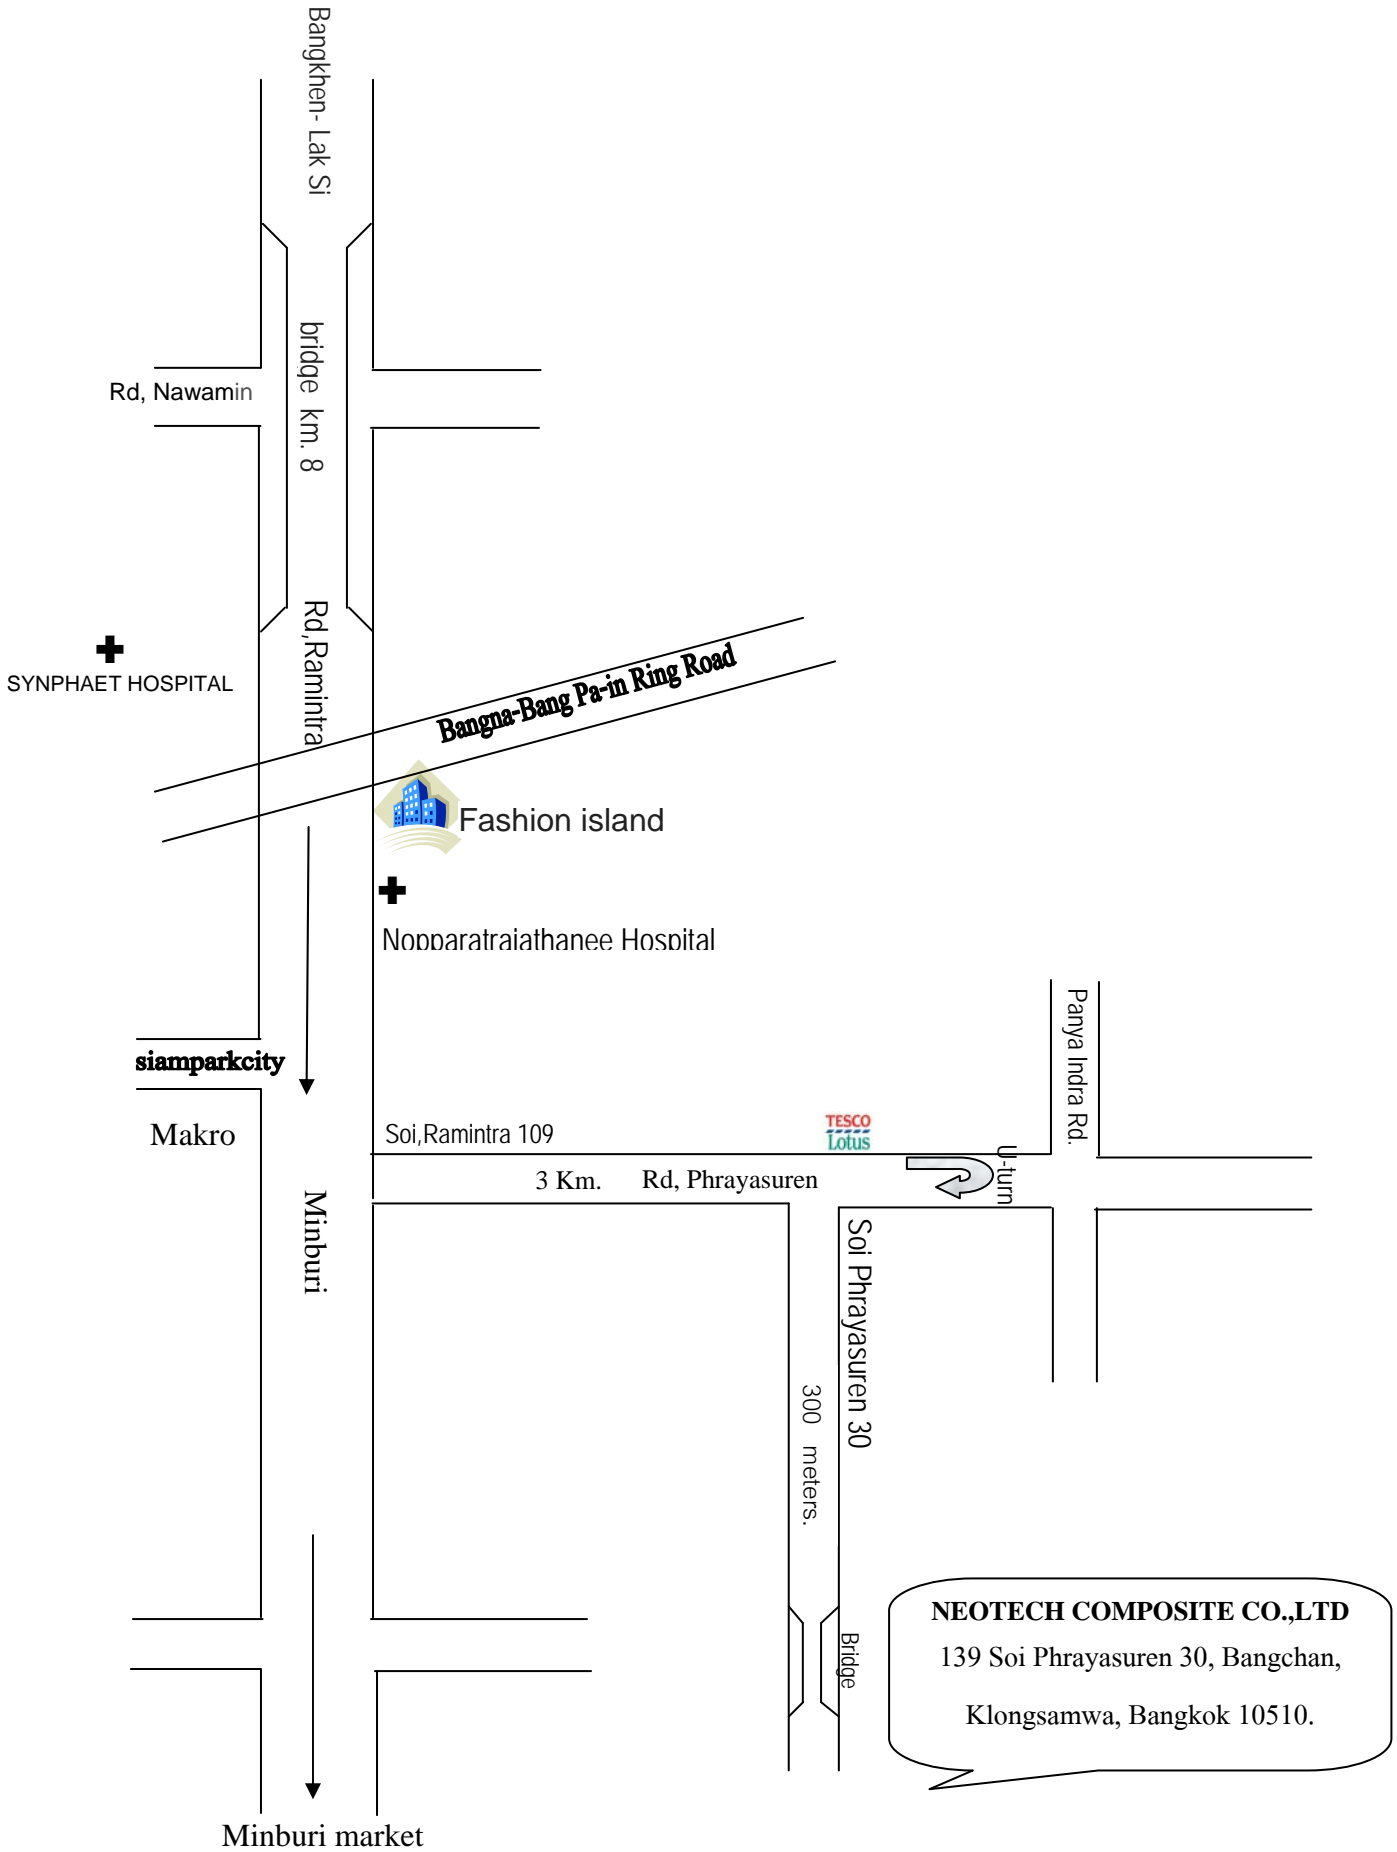 Bangkhen- Lak Si
bridge km. 8
Rd, Nawamin
Rd,Ramintra
SYNPHAET HOSPITAL
Bangna-Bang Pa-in Ring Road
Fashion island
Nopparatrajathanee Hospital
Panya Indra Rd.
siamparkcity
Makro
Soi,Ramintra 109
TESCO
Lotus
U-turn
3 Km. Rd, Phrayasuren
Minburi
Soi Phrayasuren 30
300 meters.
Bridge
NEOTECH COMPOSITE CO.,LTD
139 Soi Phrayasuren 30, Bangchan,
Klongsamwa, Bangkok 10510.
Minburi market